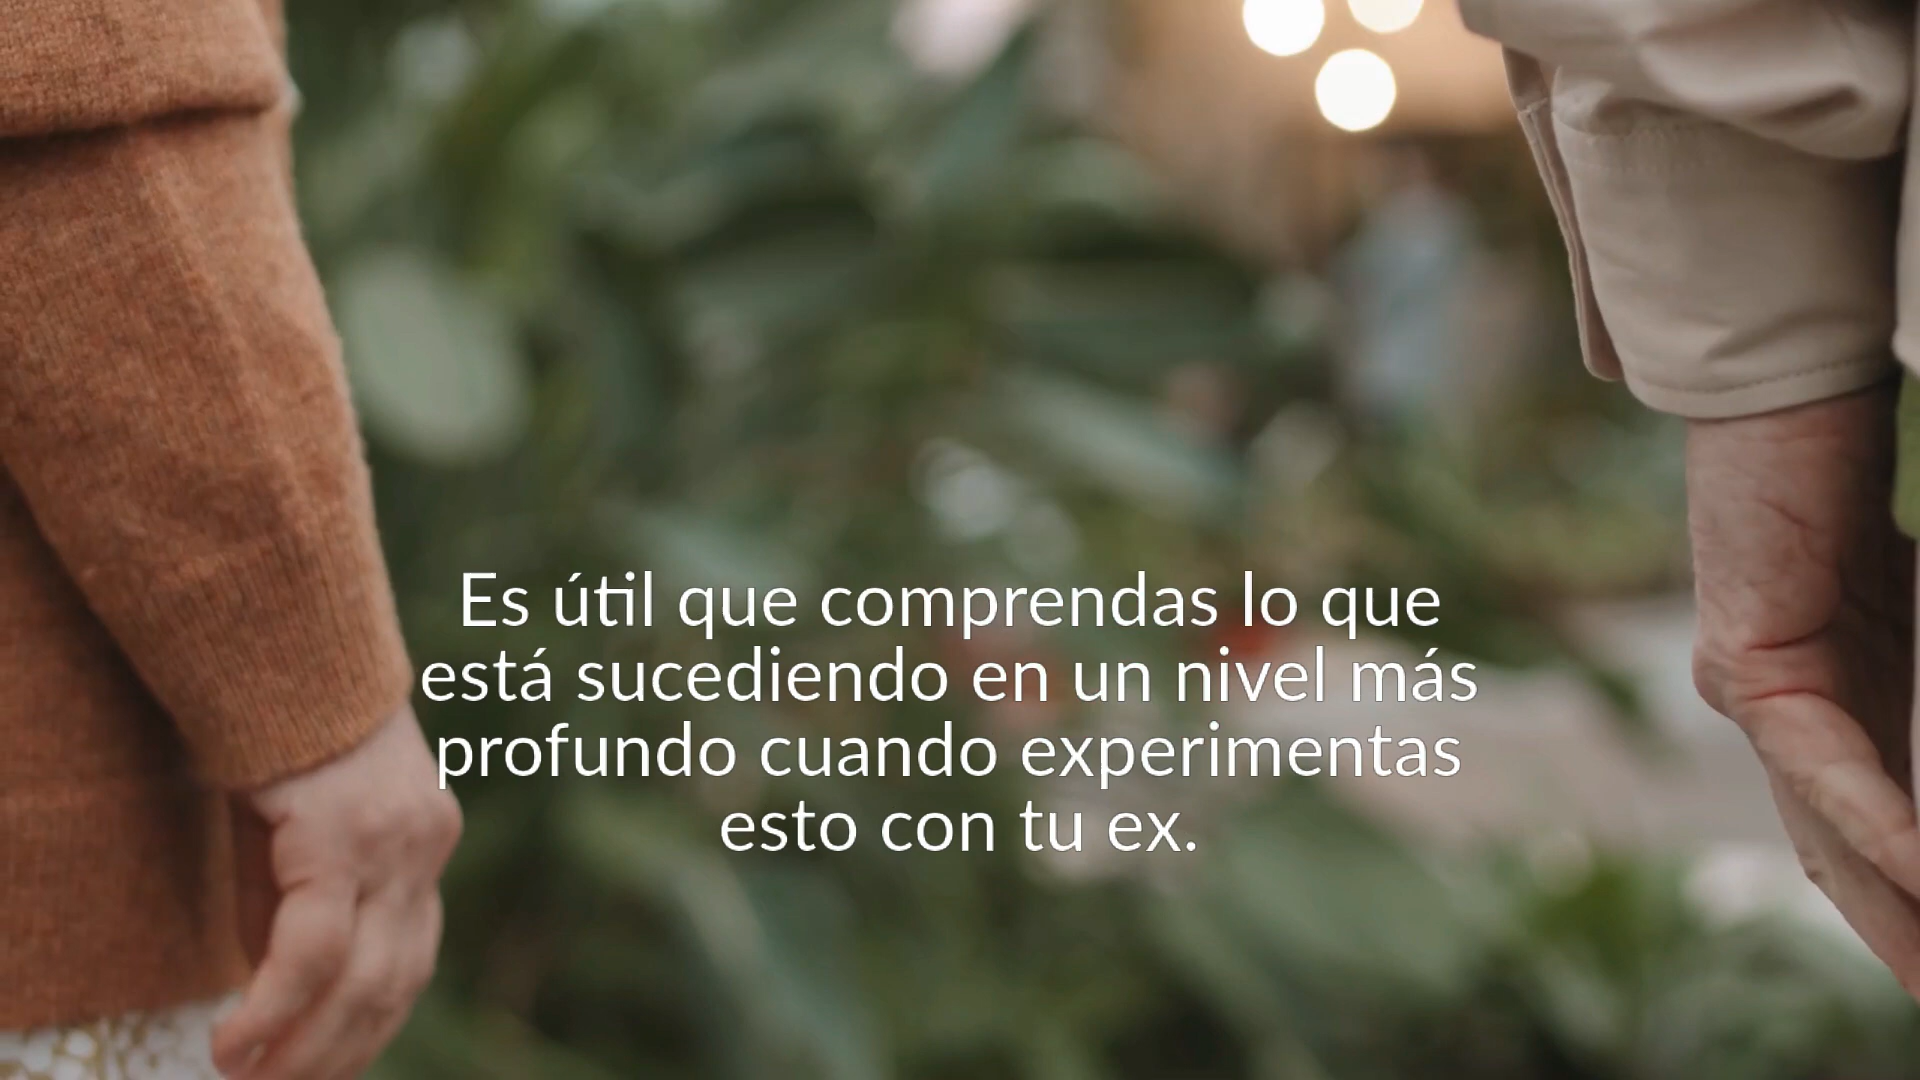 Es útil que comprendas lo que
está sucediendo en un nivel más
profundo cuando experimentas
esto con tu ex.